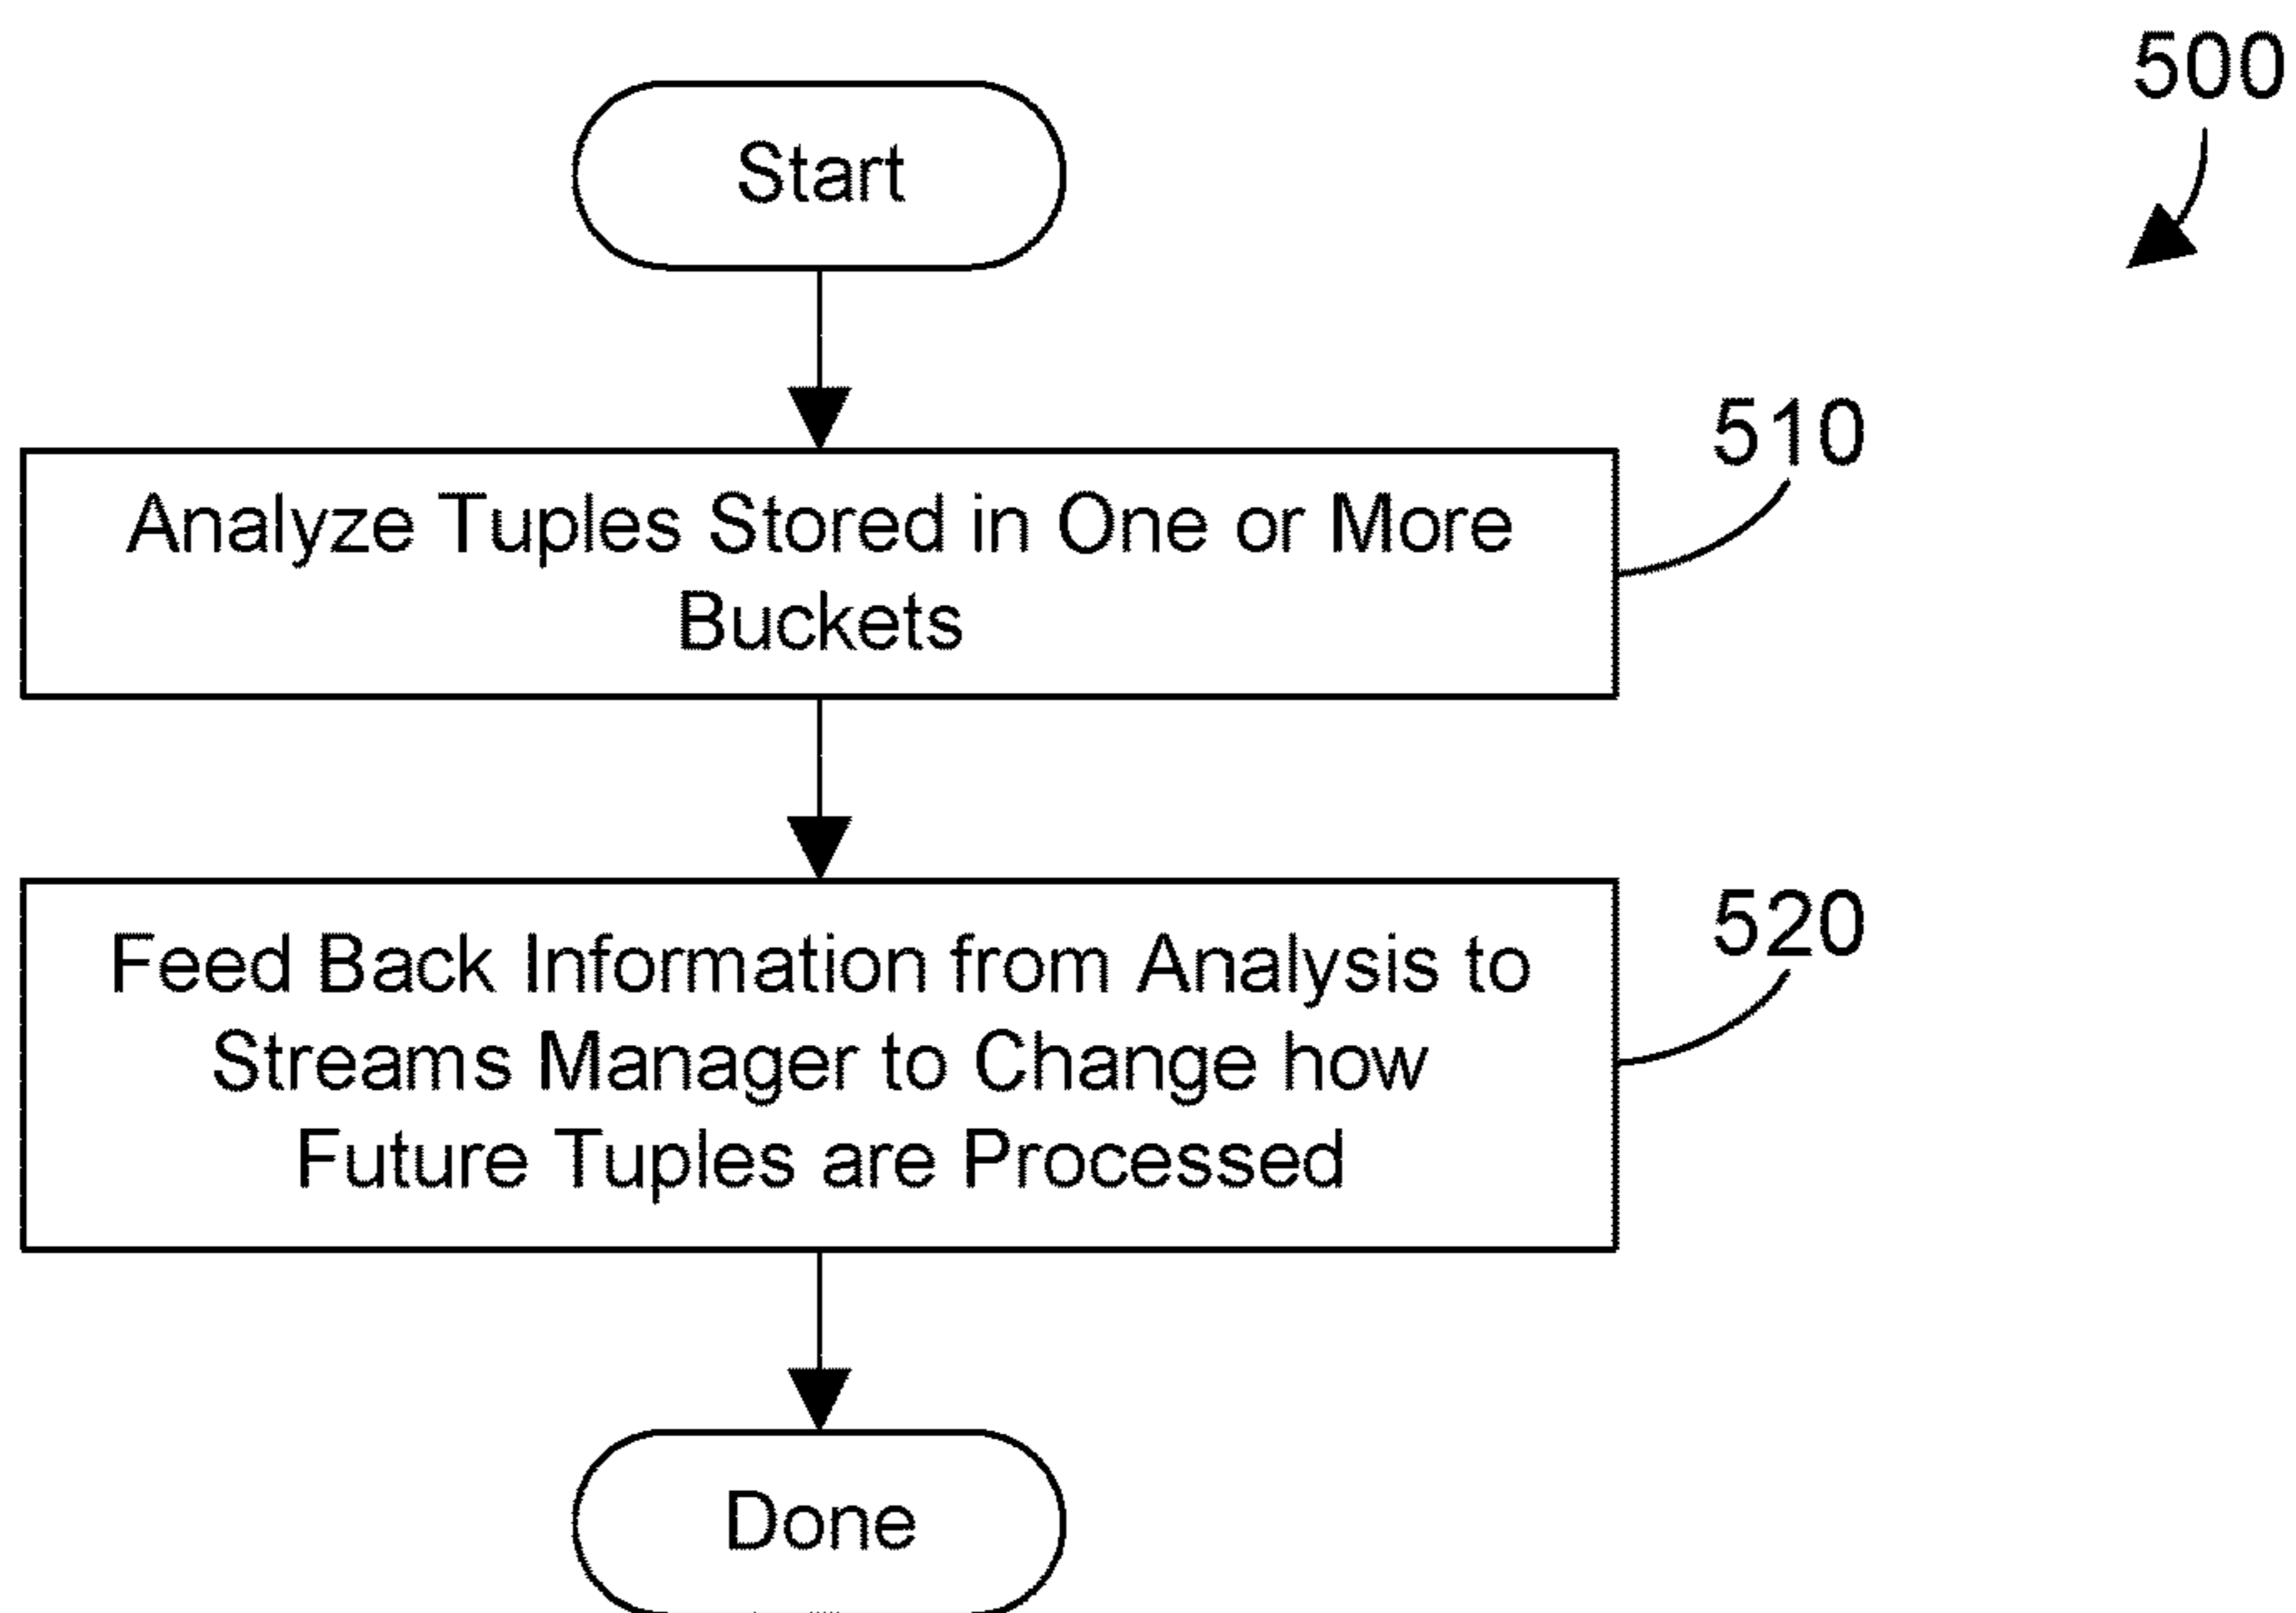 500
Start
510
Analyze Tuples Stored in One or More
Buckets
520
Feed Back Information from Analysis to
Streams Manager to Change how
Future Tuples are Processed
Done